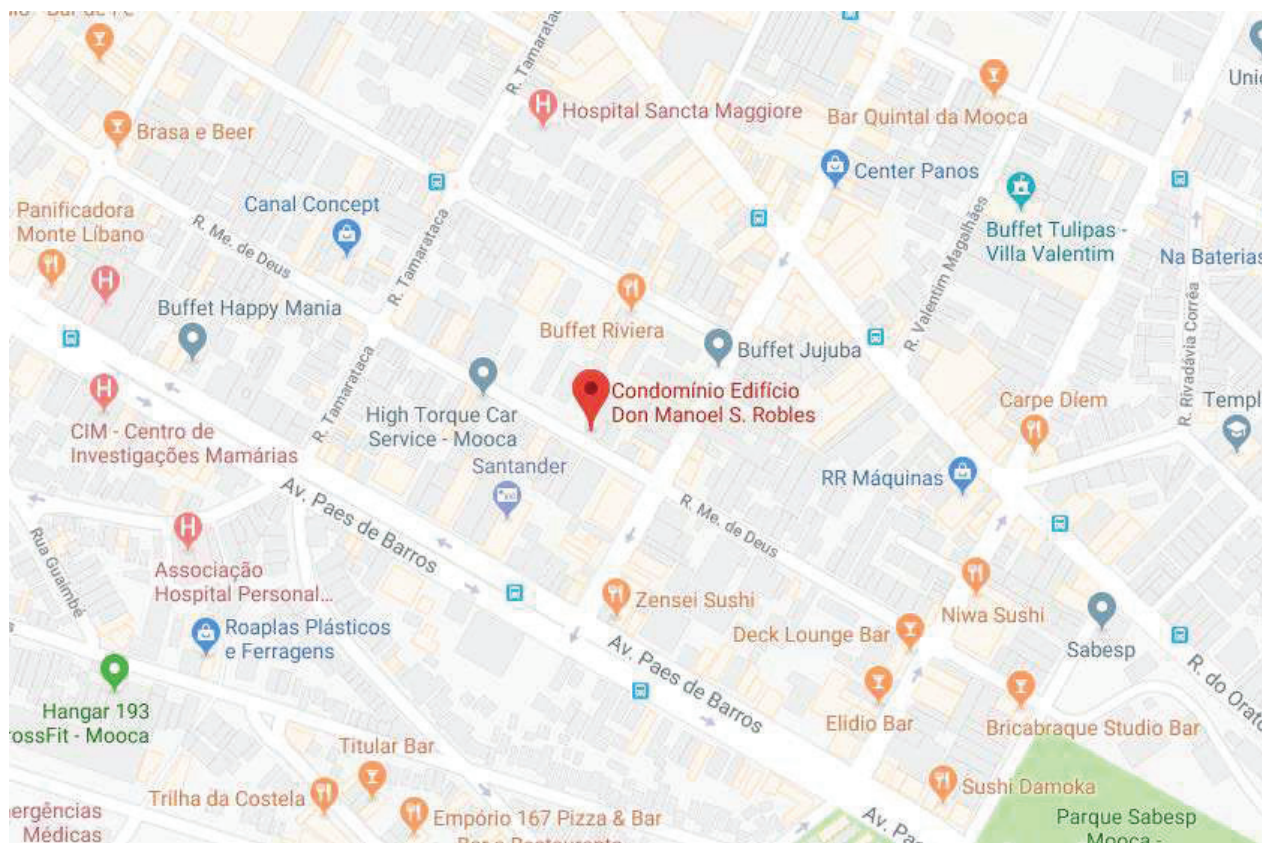 Brasa e Beer
R. Tamarataca
Hospital Sancta Maggiore
Bar Quintal da Mooca
Center Panos
Panificadora
Monte Líbano
Canal Concept
R. Me. de Deus
R. Tamarataca
Buffet Tulipas -
Villa Valentim
Na Baterias
R. Valentim Magalhães
R. Rivadávia Corrêa
Buffet Happy Mania
Buffet Riviera
Buffet Jujuba
R. Tamarataca
Condomínio Edifício
Don Manoel S. Robles
High Torque Car
Service - Mooca
Carpe Diem
CIM - Centro de
Investigações Mamárias
Santander
RR Máquinas
Av. Paes de Barros
R. Me. de Deus
Rua Guaimbé
Associação
Hospital Personal...
Zensei Sushi
Niwa Sushi
Roaplas Plásticos
e Ferragens
Deck Lounge Bar
Sabesp
Av. Paes de Barros
Hangar 193
rossFit - Mooca
Elidio Bar
Bricabraque Studio Bar
Titular Bar
Trilha da Costela
Sushi Damoka
Empório 167 Pizza & Bar
Parque Sabesp
Mooca -
ergências
Médicas